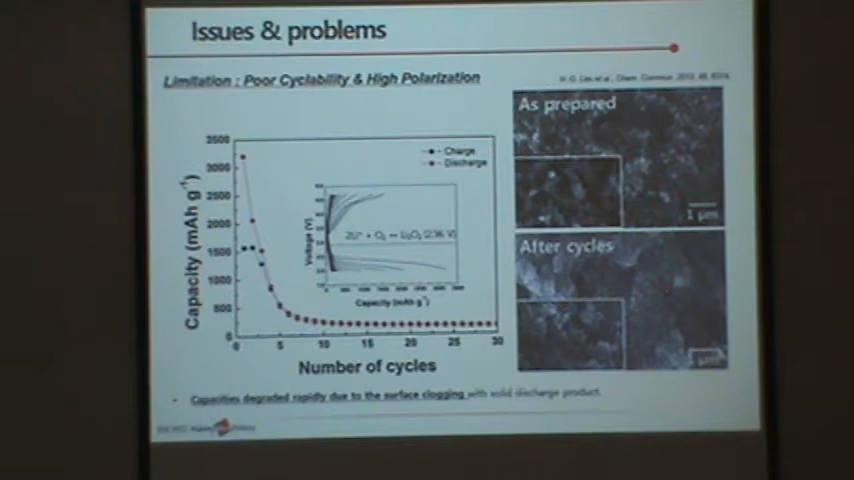 Issues & problems
Limitation : Poor Cyclability & High Polarization
As prepared
1 μm
After cycles
Charge
Discharge
Capacity (mAh g⁻¹)
3500
3000
2500
2000
1500
1000
500
0
0 5 10 15 20 25 30
Number of cycles
Voltage (V)
2Li⁺ + O₂ ↔ Li₂O₂ (2.96 V)
Capacity (mAh g⁻¹)
• Capacities degraded rapidly due to the surface clogging with solid discharge product.